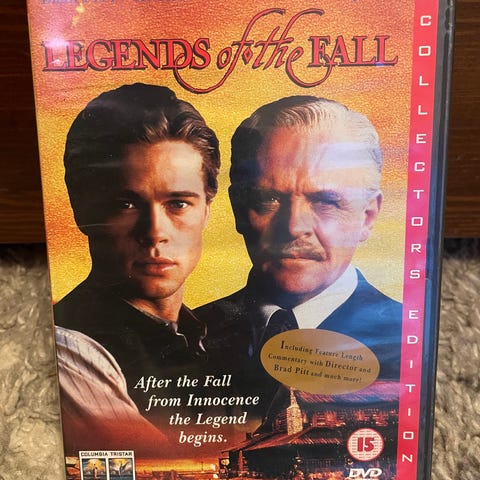 LEGENDS of the FALL
COLLECTORS EDITION
Including Feature Length
Commentary with Director and
Brad Pitt and much more!
After the Fall
from Innocence
the Legend
begins.
COLUMBIA TRISTAR
15
DVD